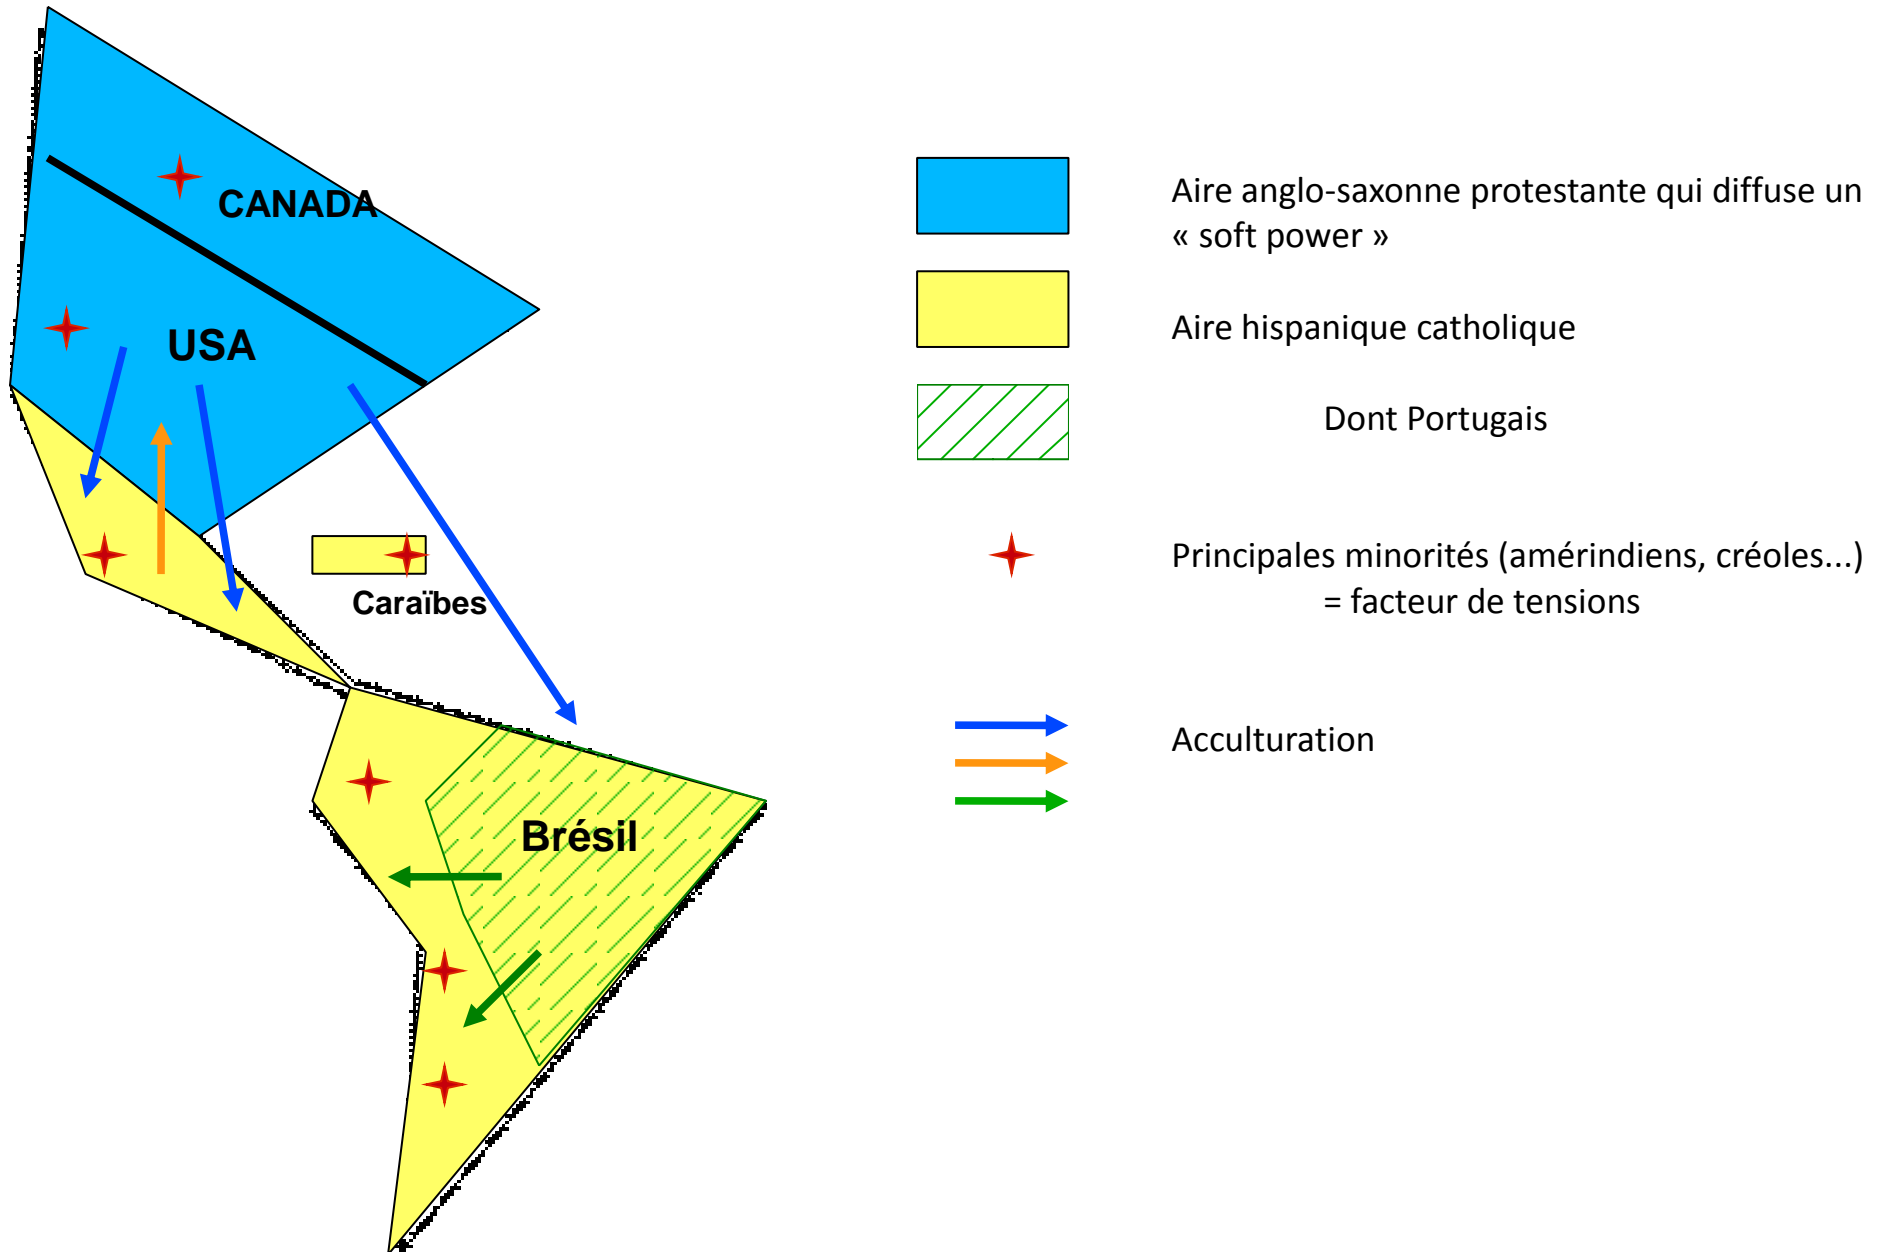 CANADA
USA
Caraïbes
Brésil
Aire anglo-saxonne protestante qui diffuse un
« soft power »
Aire hispanique catholique
Dont Portugais
Principales minorités (amérindiens, créoles...)
= facteur de tensions
Acculturation